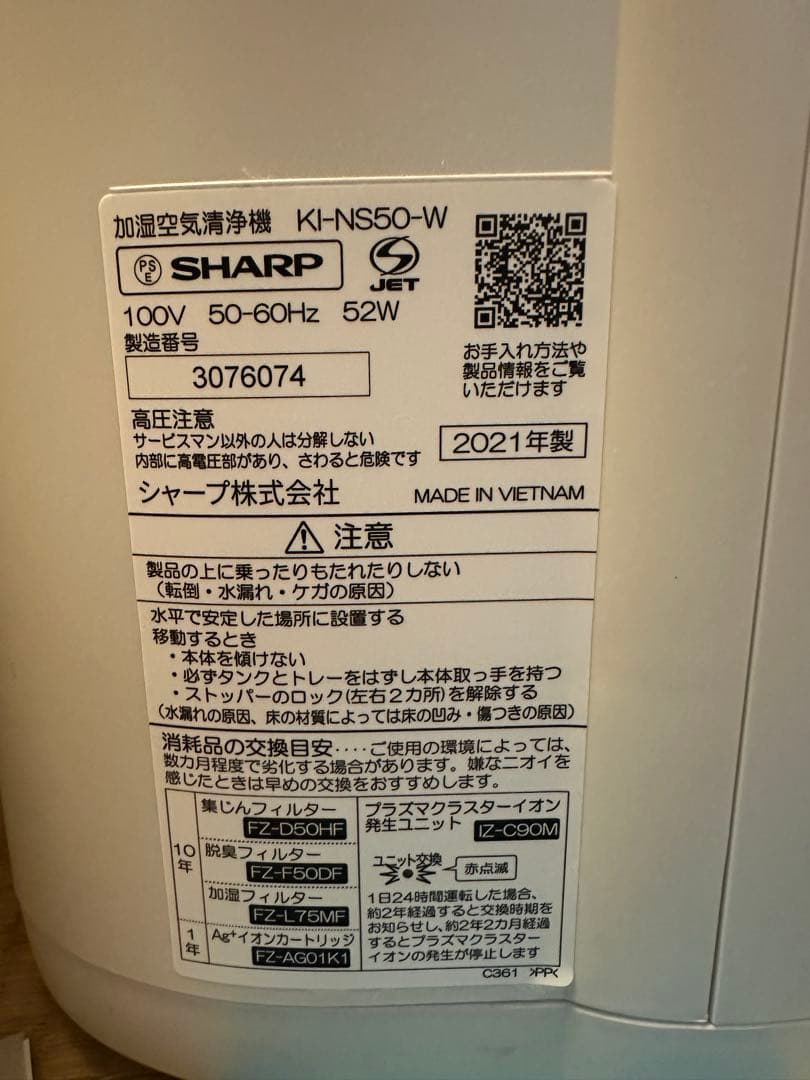 加湿空気清浄機 KI-NS50-W
PSE SHARP JET
100V 50-60Hz 52W
製造番号
3076074
お手入れ方法や
製品情報をご覧
いただけます
高圧注意
サービスマン以外の人は分解しない
内部に高電圧部があり、さわると危険です
2021年製
シャープ株式会社 MADE IN VIETNAM
注意
製品の上に乗ったりもたれたりしない
(転倒・水漏れ・ケガの原因)
水平で安定した場所に設置する
移動するとき
・本体を傾けない
・必ずタンクとトレーをはずし本体取っ手を持つ
・ストッパーのロック(左右2カ所)を解除する
(水漏れの原因、床の材質によっては床の凹み・傷つきの原因)
消耗品の交換目安････ご使用の環境によっては、
数カ月程度で劣化する場合があります。嫌なニオイを
感じたときは早めの交換をおすすめします。
10年
集じんフィルター
FZ-D50HF
脱臭フィルター
FZ-F50DF
加湿フィルター
FZ-L75MF
1年
Ag+イオンカートリッジ
FZ-AG01K1
プラズマクラスターイオン
発生ユニット IZ-C90M
ユニット交換
赤点滅
1日24時間運転した場合、
約2年経過すると交換時期を
お知らせし、約2年2カ月経過
するとプラズマクラスター
イオンの発生が停止します
C361 >PP<